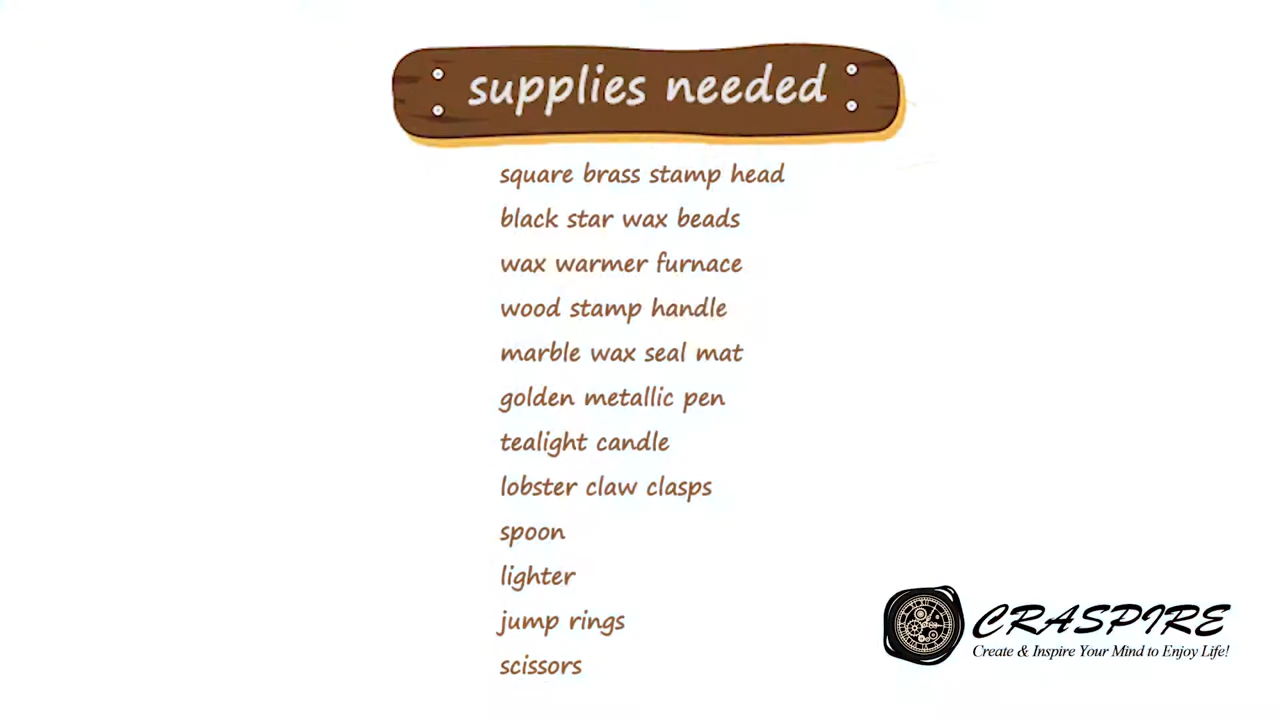 supplies needed
square brass stamp head
black star wax beads
wax warmer furnace
wood stamp handle
marble wax seal mat
golden metallic pen
tealight candle
lobster claw clasps
spoon
lighter
jump rings
scissors
CRASPIRE
Create & Inspire Your Mind to Enjoy Life!